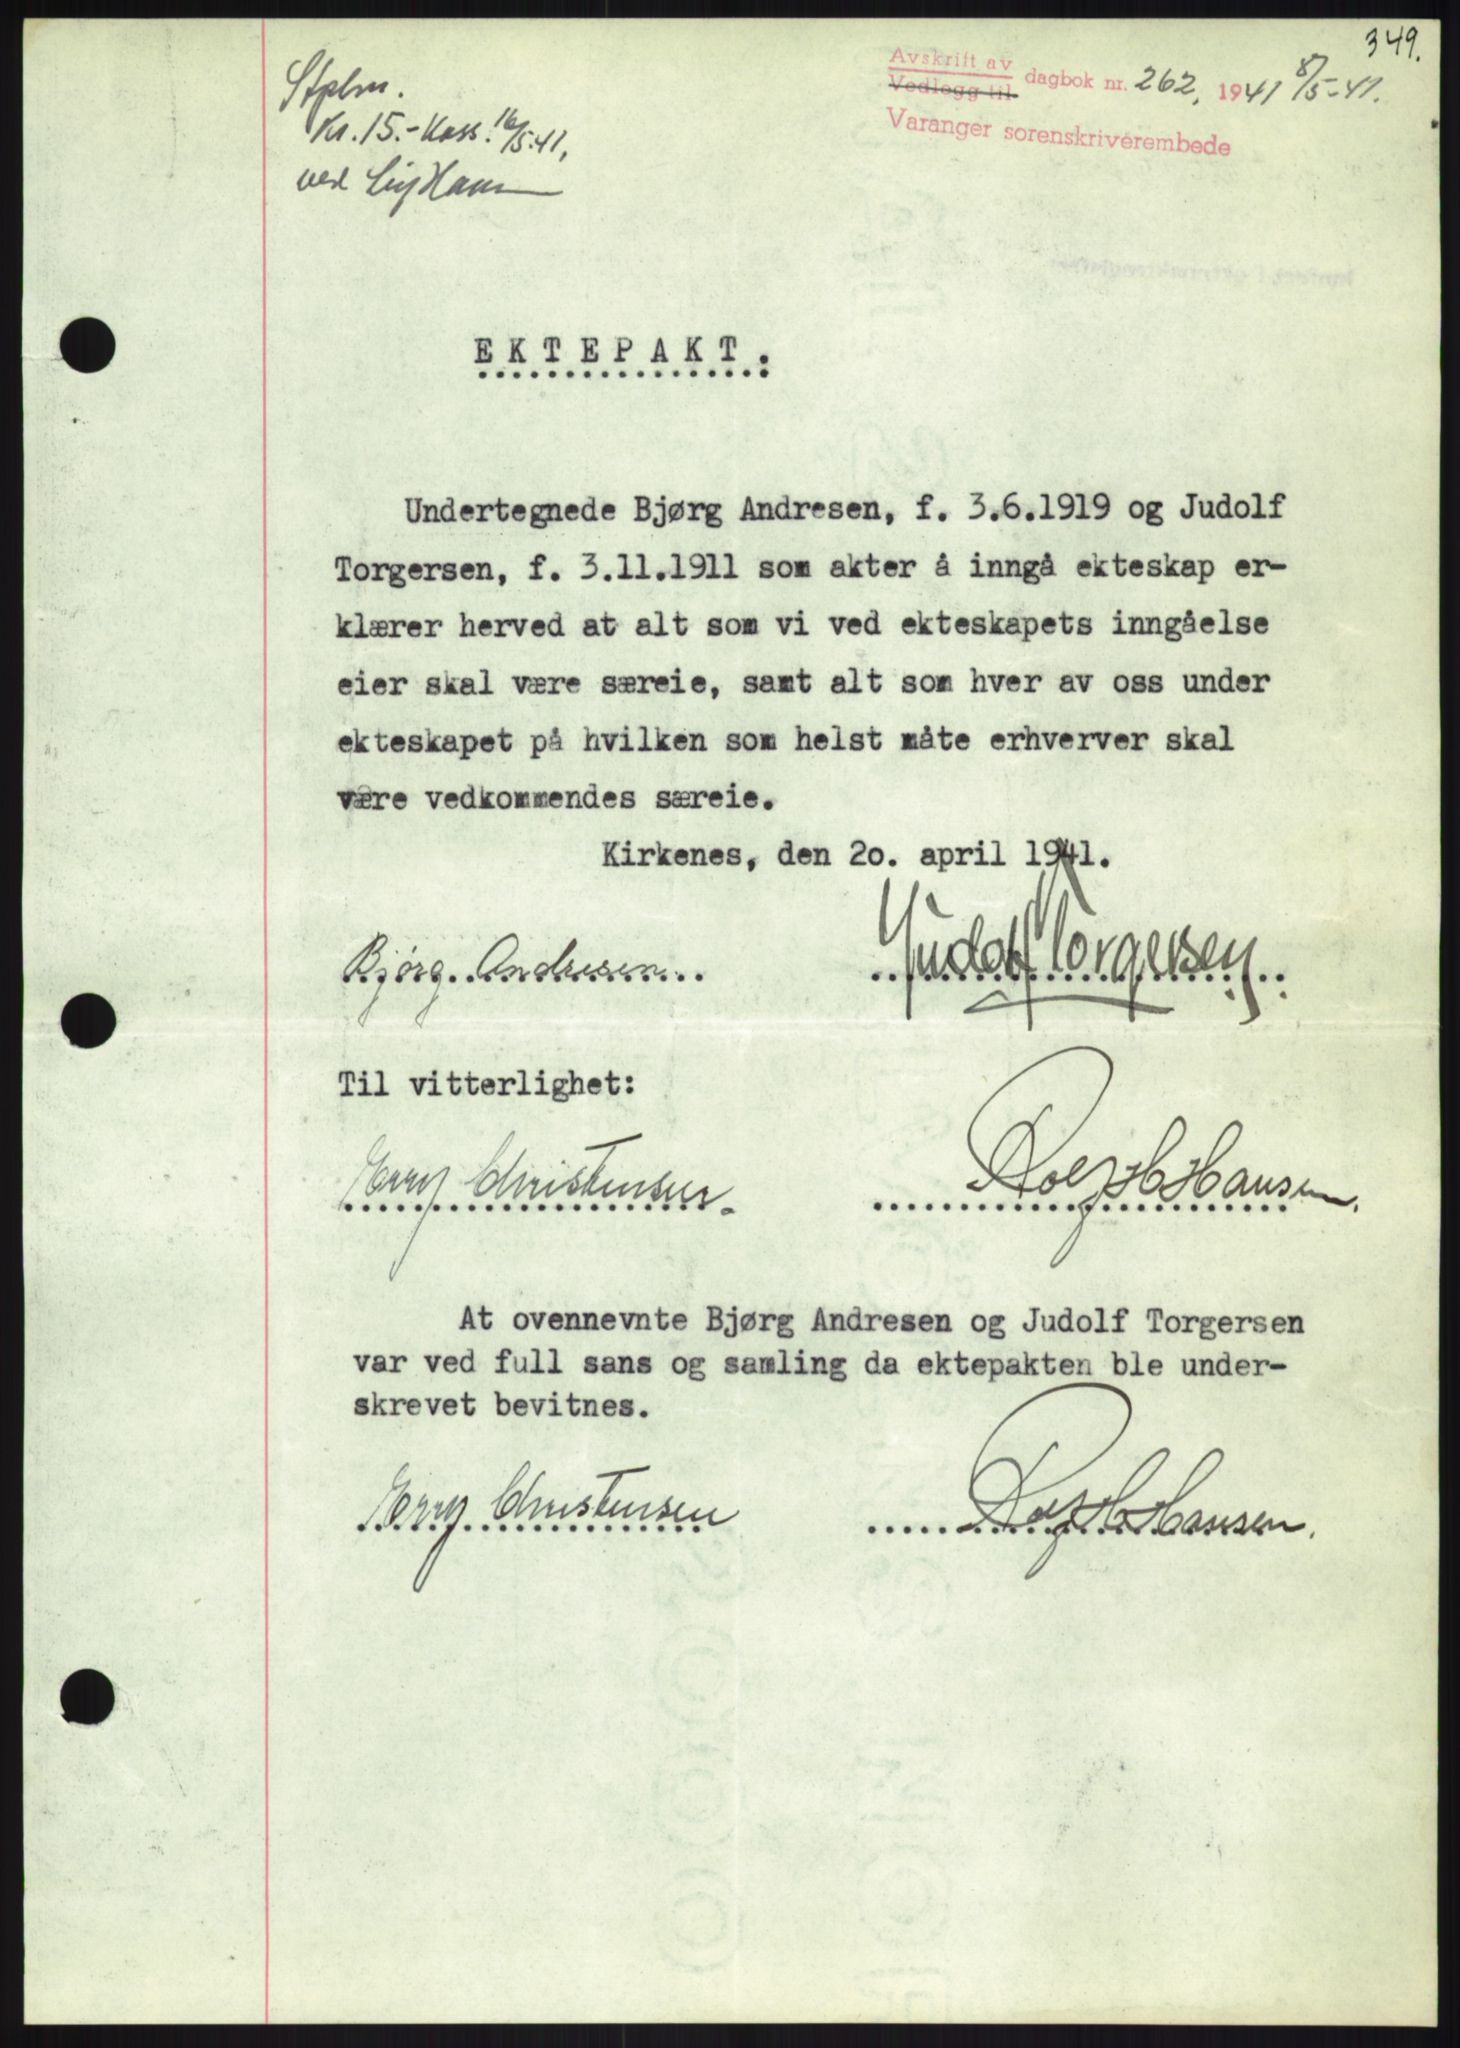 349.
Stplm.
Kr. 15.- Kass. 16/5.41,
ved
Avskrift av
Vedlegg til
dagbok nr. 262, 1941 8/5-41.
Varanger sorenskriverembede
EKTEPAKT.
Undertegnede Bjørg Andresen, f. 3.6.1919 og Judolf
Torgersen, f. 3.11.1911 som akter å inngå ekteskap er-
klærer herved at alt som vi ved ekteskapets inngåelse
eier skal være særeie, samt alt som hver av oss under
ekteskapet på hvilken som helst måte erhverver skal
være vedkommendes særeie.
Kirkenes, den 20. april 1941.
Bjørg Andresen
Judolf Torgersen
Til vitterlighet:
Christensen
Rolf H Hansen.
At ovennevnte Bjørg Andresen og Judolf Torgersen
var ved full sans og samling da ektepakten ble under-
skrevet bevitnes.
Christensen
Rolf H Hansen.